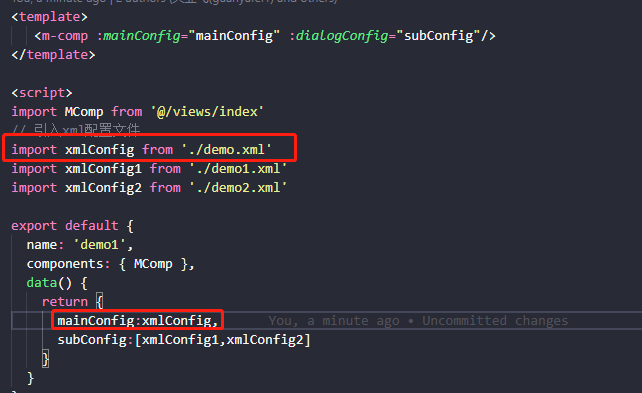 You, a minute ago | 2 authors
<template>
  <m-comp :mainConfig="mainConfig" :dialogConfig="subConfig"/>
</template>

<script>
import MComp from '@/views/index'
// 引入xml配置文件
import xmlConfig from './demo.xml'
import xmlConfig1 from './demo1.xml'
import xmlConfig2 from './demo2.xml'

export default {
  name: 'demo1',
  components: { MComp },
  data() {
    return {
      mainConfig:xmlConfig,      You, a minute ago • Uncommitted changes
      subConfig:[xmlConfig1,xmlConfig2]
    }
  }